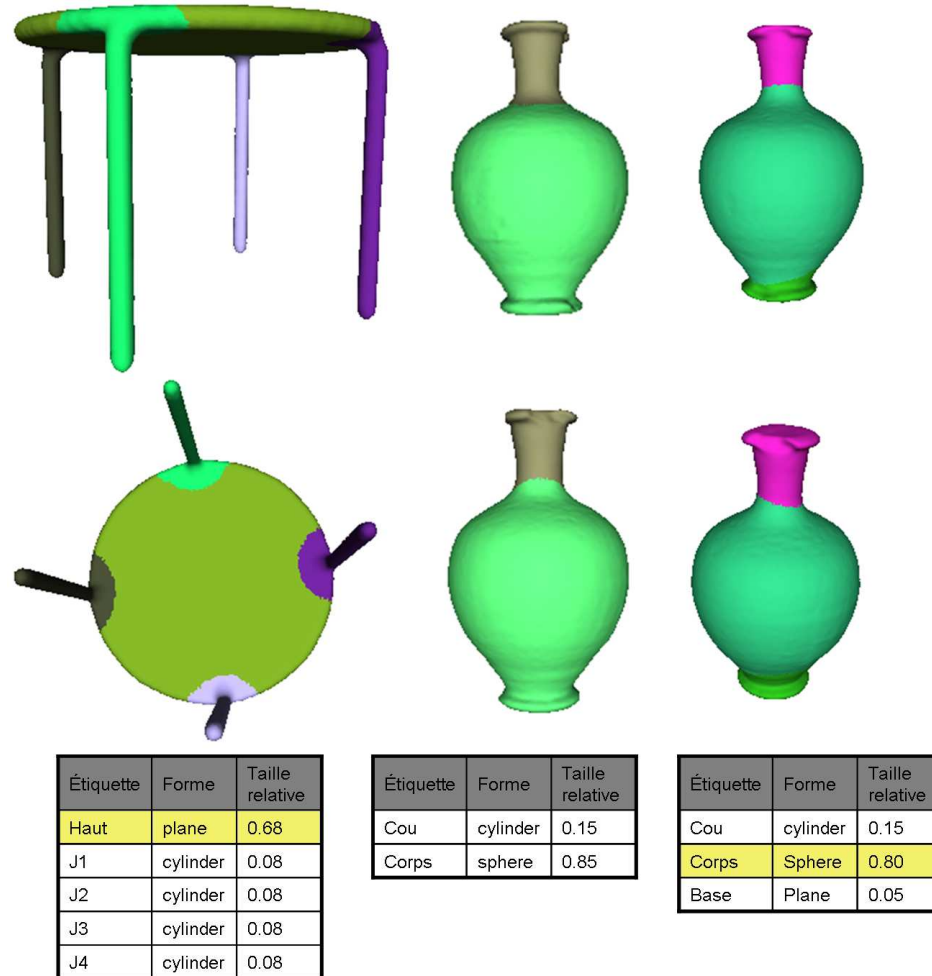 Étiquette Forme Taille relative
Haut plane 0.68
J1 cylinder 0.08
J2 cylinder 0.08
J3 cylinder 0.08
J4 cylinder 0.08
Étiquette Forme Taille relative
Cou cylinder 0.15
Corps sphere 0.85
Étiquette Forme Taille relative
Cou cylinder 0.15
Corps Sphere 0.80
Base Plane 0.05